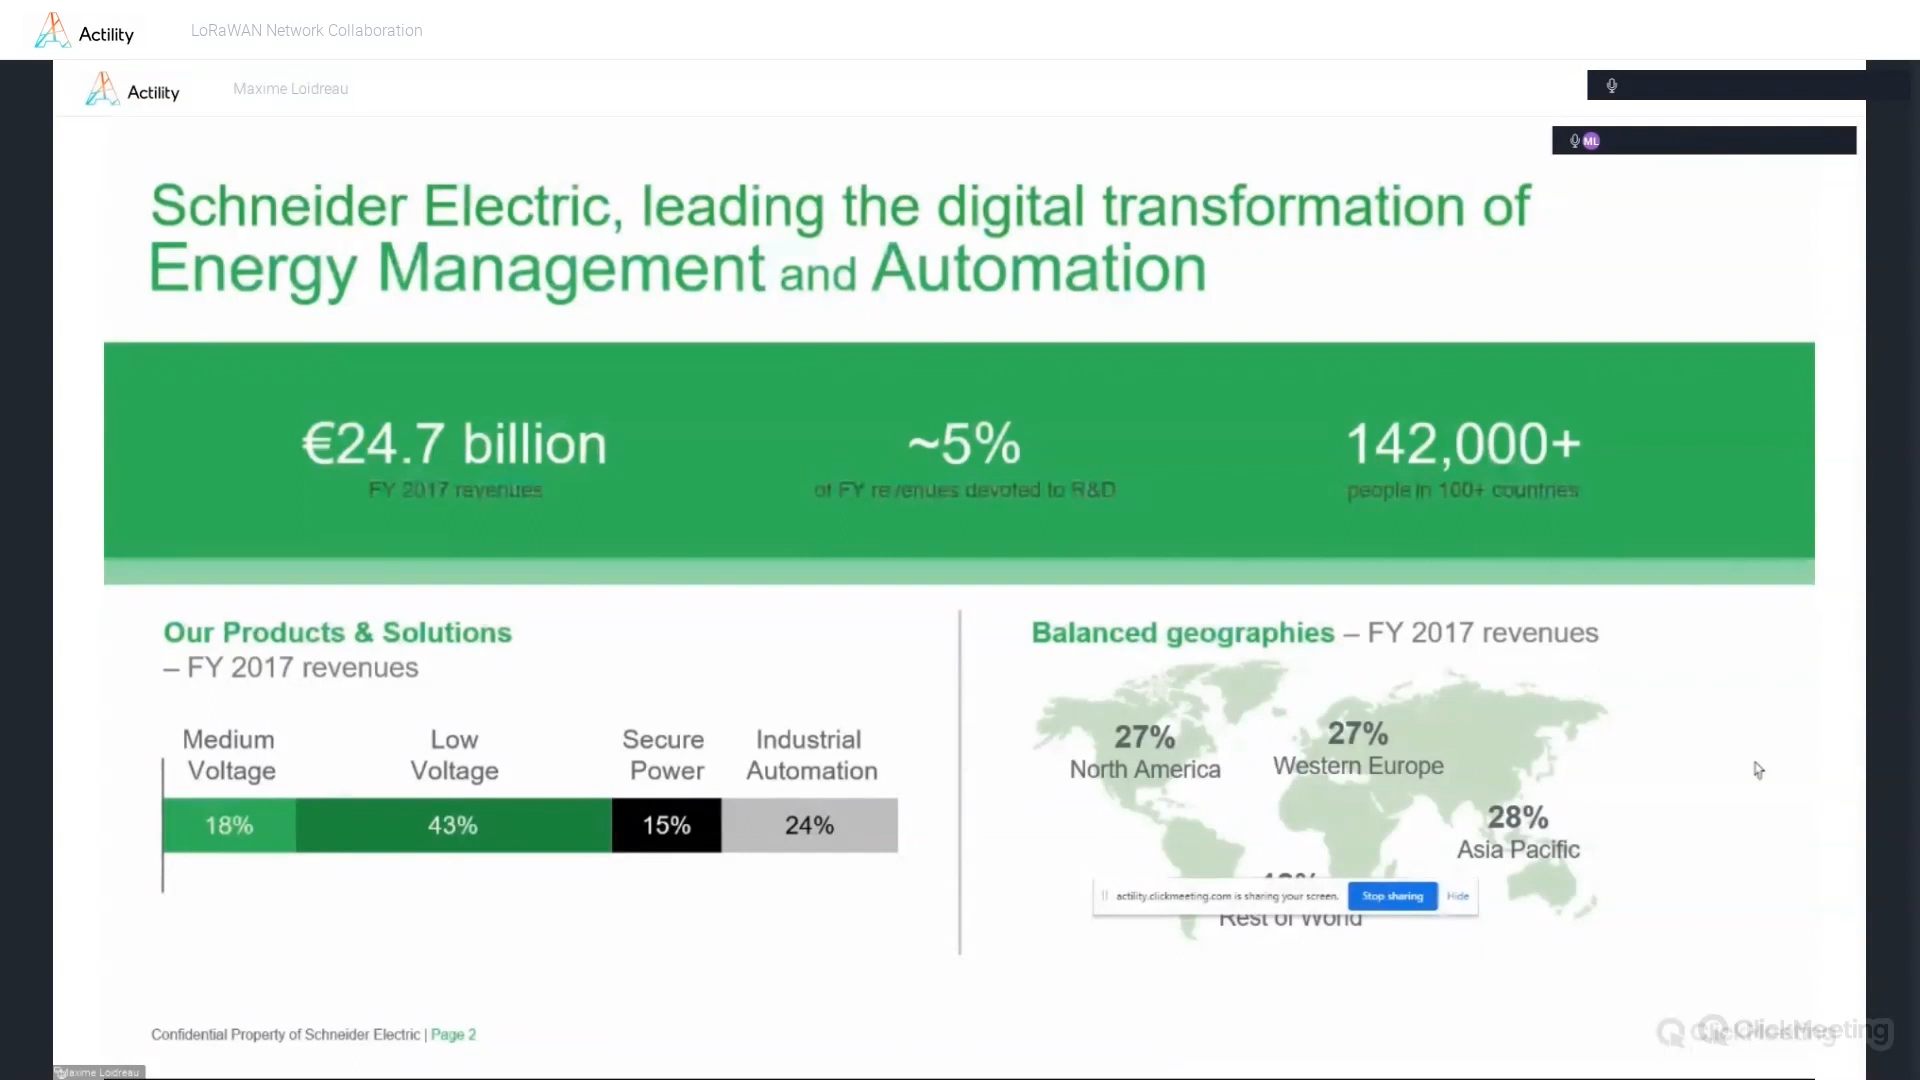 Actility LoRaWAN Network Collaboration
Actility Maxime Loidreau
ML
Schneider Electric, leading the digital transformation of
Energy Management and Automation
€24.7 billion
FY 2017 revenues
~5%
of FY revenues devoted to R&D
142,000+
people in 100+ countries
Our Products & Solutions
– FY 2017 revenues
Medium
Voltage
Low
Voltage
Secure
Power
Industrial
Automation
18% 43% 15% 24%
Balanced geographies – FY 2017 revenues
27%
North America
27%
Western Europe
28%
Asia Pacific
actility.clickmeeting.com is sharing your screen. Stop sharing Hide
Rest of World
Confidential Property of Schneider Electric | Page 2
ClickMeeting
Maxime Loidreau